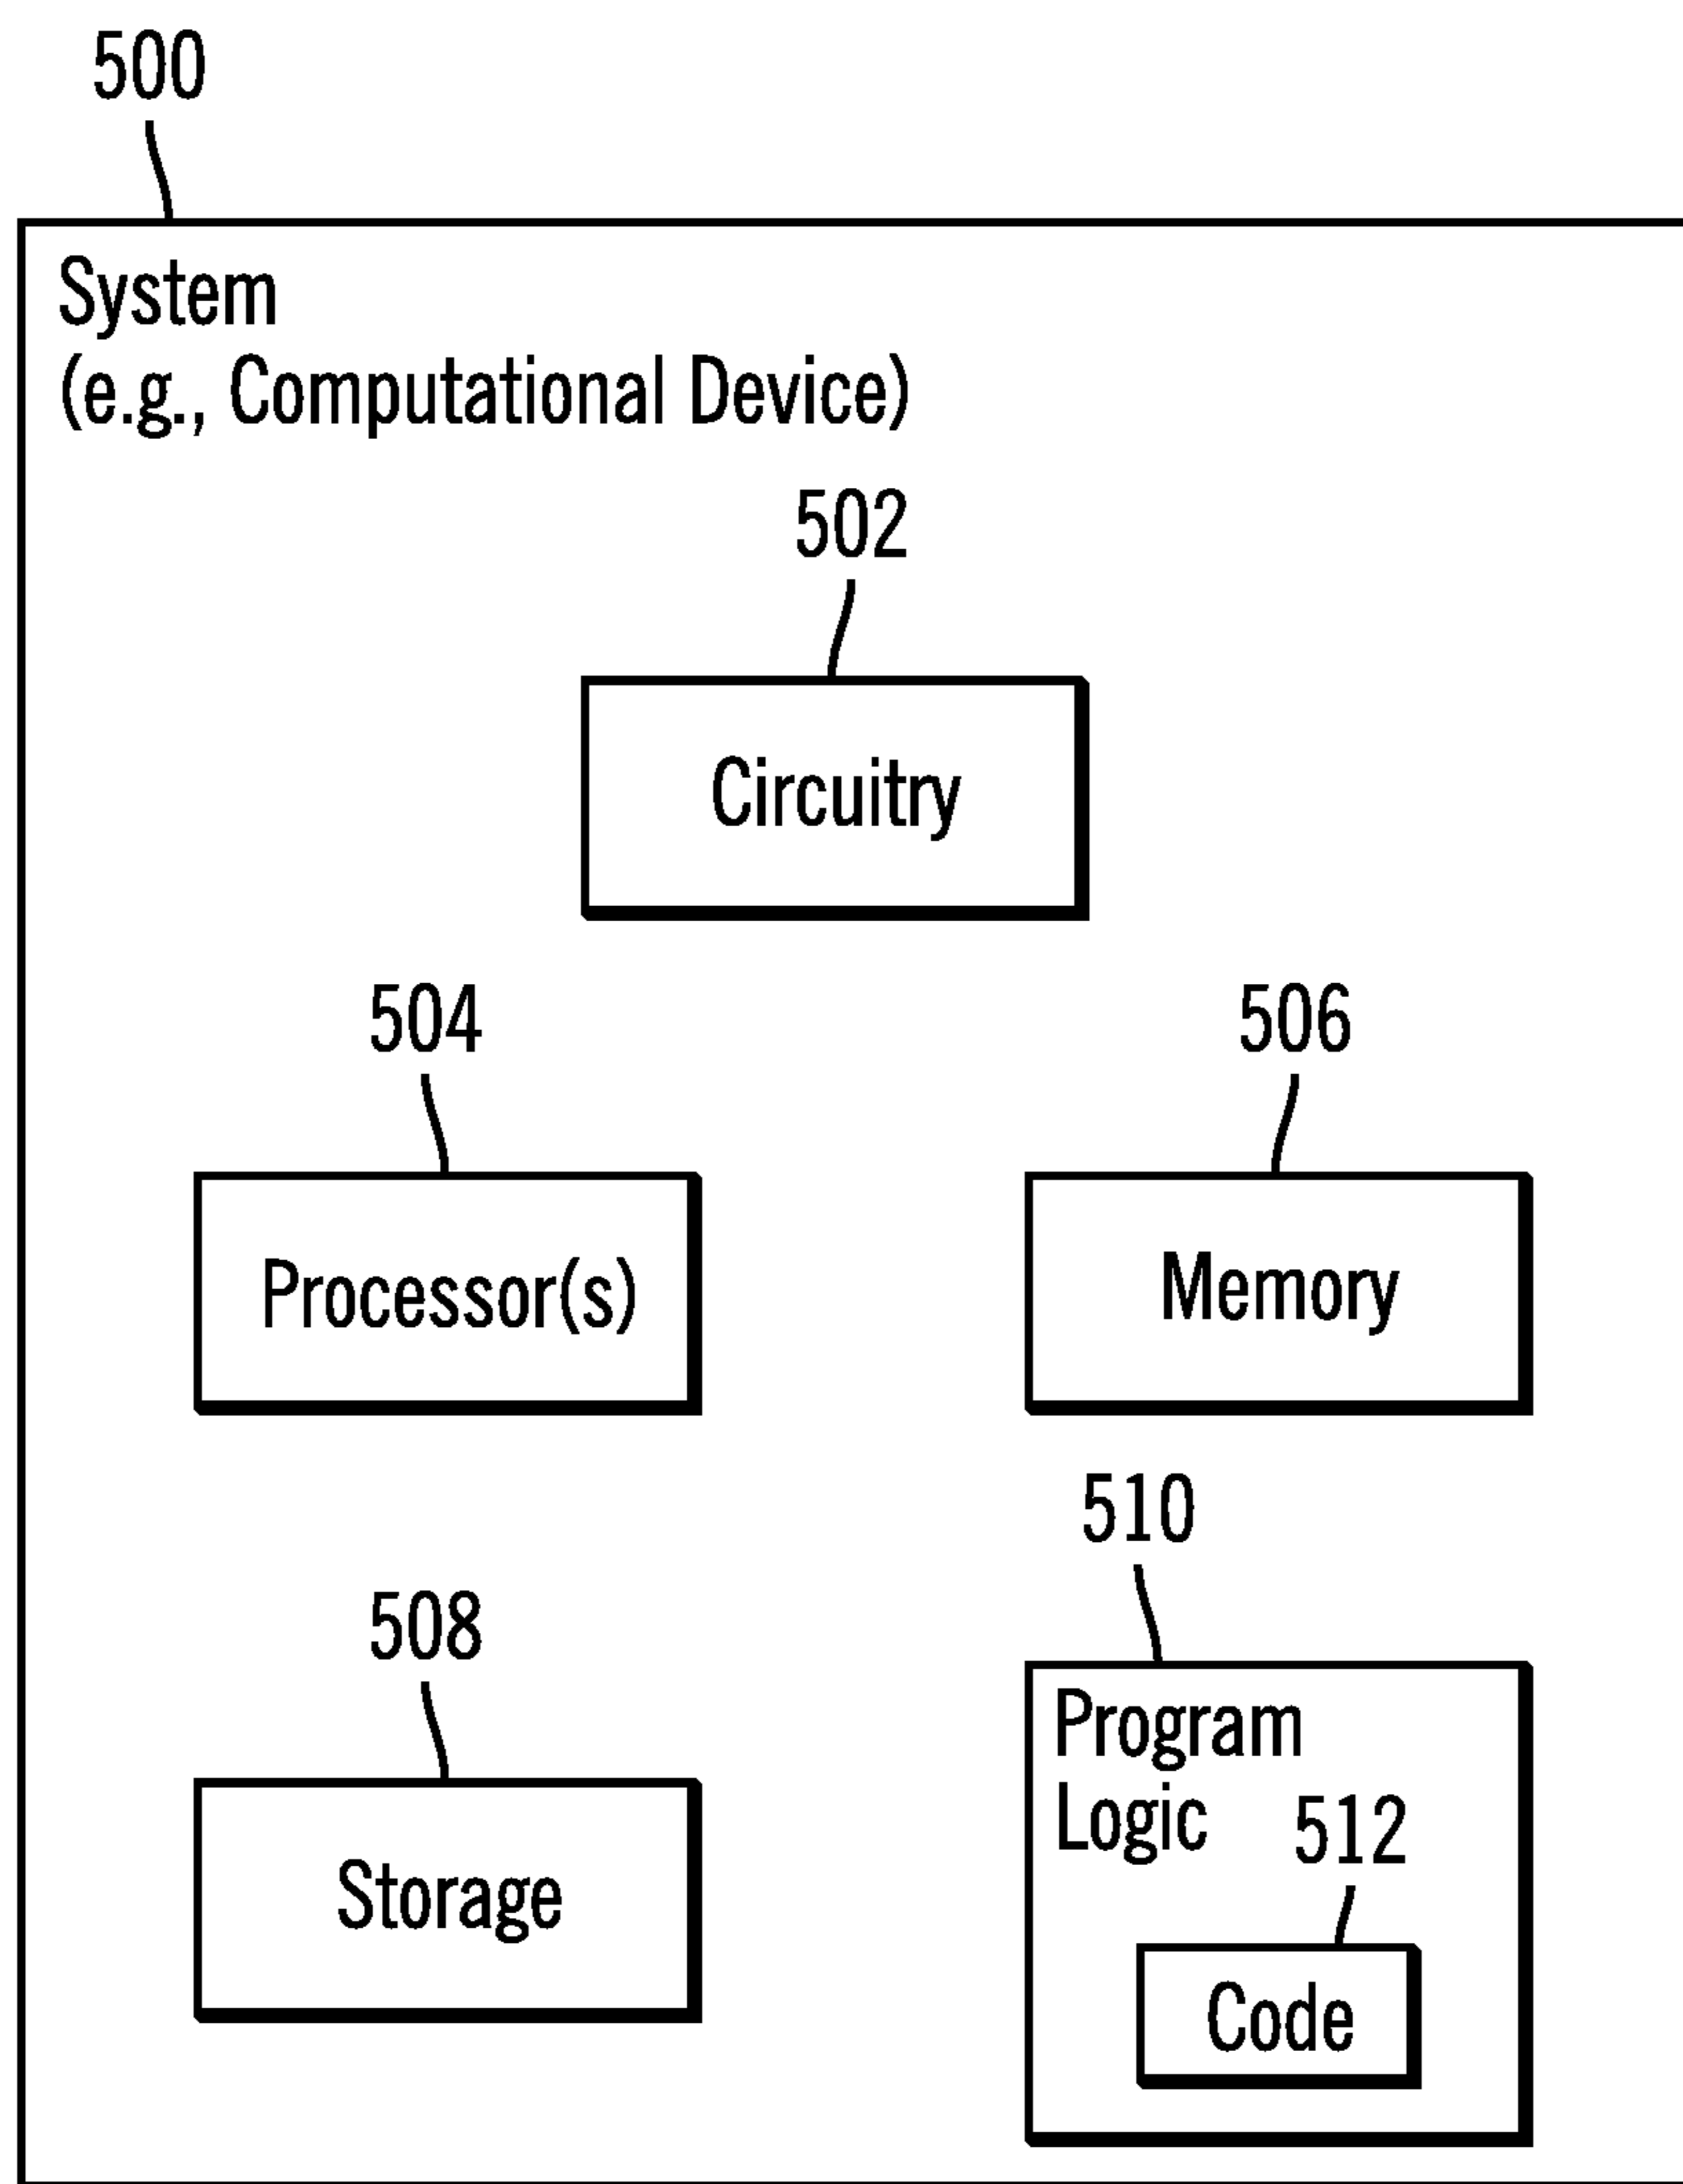 500
System
(e.g., Computational Device)
502
Circuitry
504
506
Processor(s)
Memory
510
508
Program
Logic
512
Storage
Code